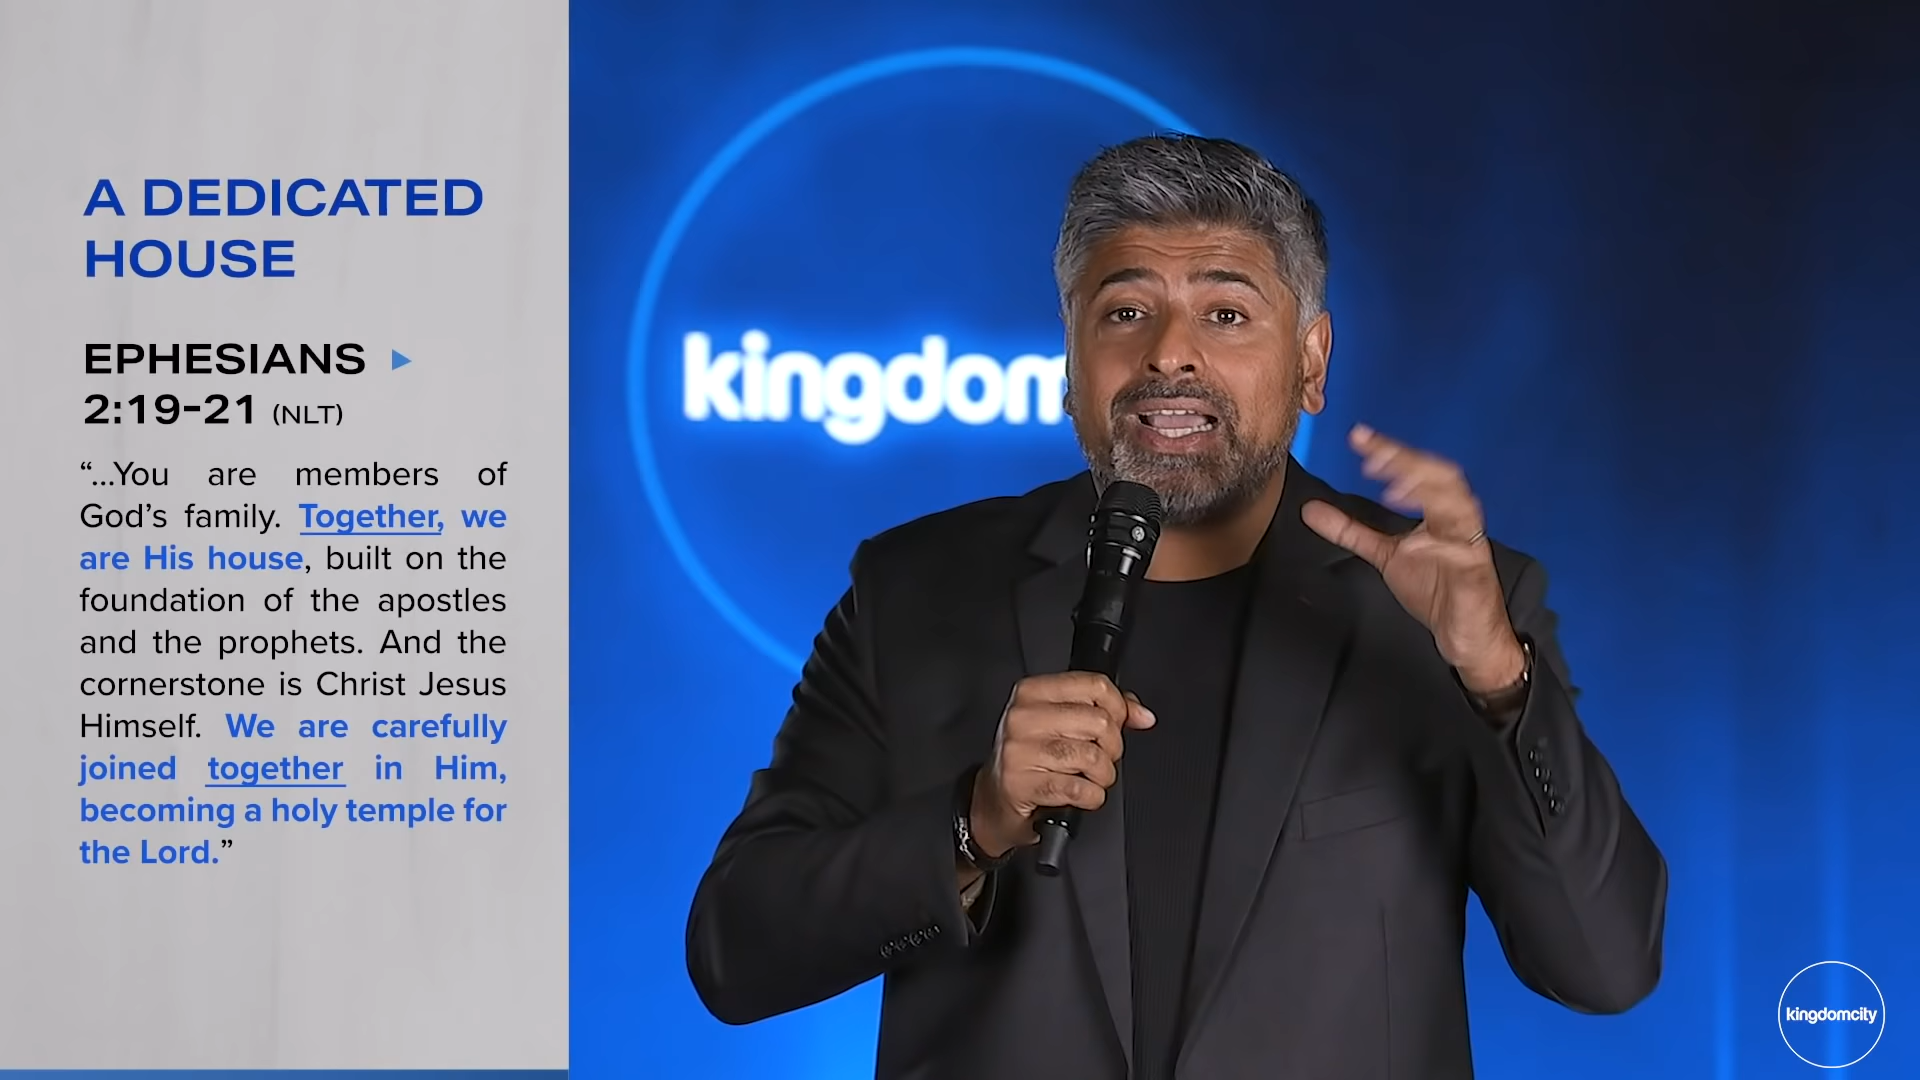 A DEDICATED
HOUSE
EPHESIANS
2:19-21 (NLT)
“...You are members of
God’s family. Together, we
are His house, built on the
foundation of the apostles
and the prophets. And the
cornerstone is Christ Jesus
Himself. We are carefully
joined together in Him,
becoming a holy temple for
the Lord.”
kingdom
kingdomcity